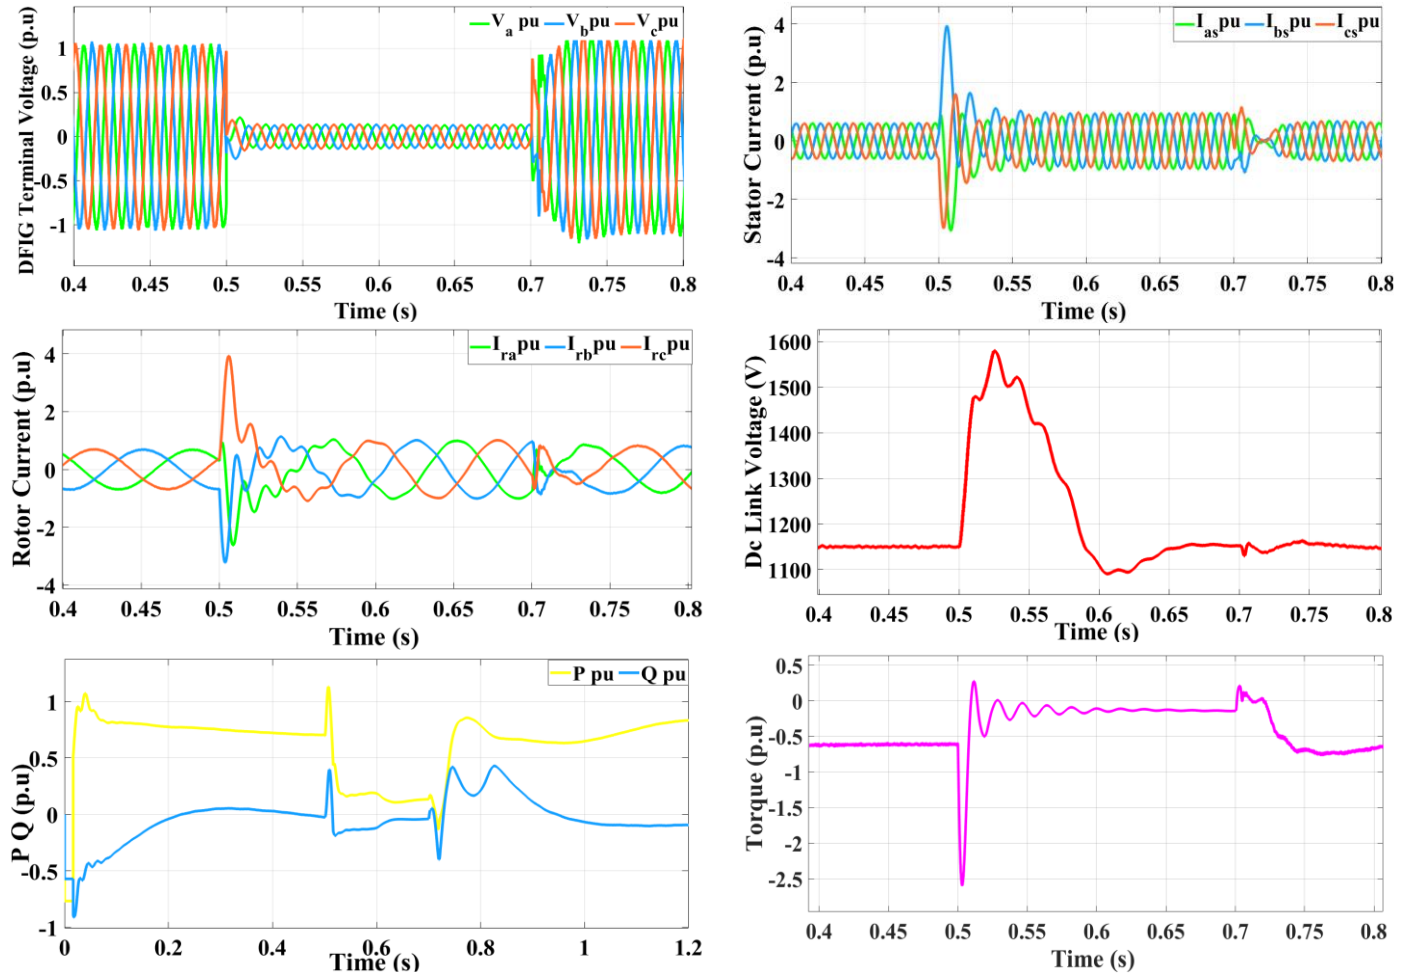 V_a pu V_b pu V_c pu
DFIG Terminal Voltage (p.u)
1
0.5
0
-0.5
-1
0.4 0.45 0.5 0.55 0.6 0.65 0.7 0.75 0.8
Time (s)
I_as pu I_bs pu I_cs pu
Stator Current (p.u)
4
2
0
-2
-4
0.4 0.45 0.5 0.55 0.6 0.65 0.7 0.75 0.8
Time (s)
I_ra pu I_rb pu I_rc pu
Rotor Current (p.u)
4
2
0
-2
-4
0.4 0.45 0.5 0.55 0.6 0.65 0.7 0.75 0.8
Time (s)
Dc Link Voltage (V)
1600
1500
1400
1300
1200
1100
0.4 0.45 0.5 0.55 0.6 0.65 0.7 0.75 0.8
Time (s)
P pu Q pu
P Q (p.u)
1
0.5
0
-0.5
-1
0 0.2 0.4 0.6 0.8 1 1.2
Time (s)
Torque (p.u)
0.5
0
-0.5
-1
-1.5
-2
-2.5
0.4 0.45 0.5 0.55 0.6 0.65 0.7 0.75 0.8
Time (s)